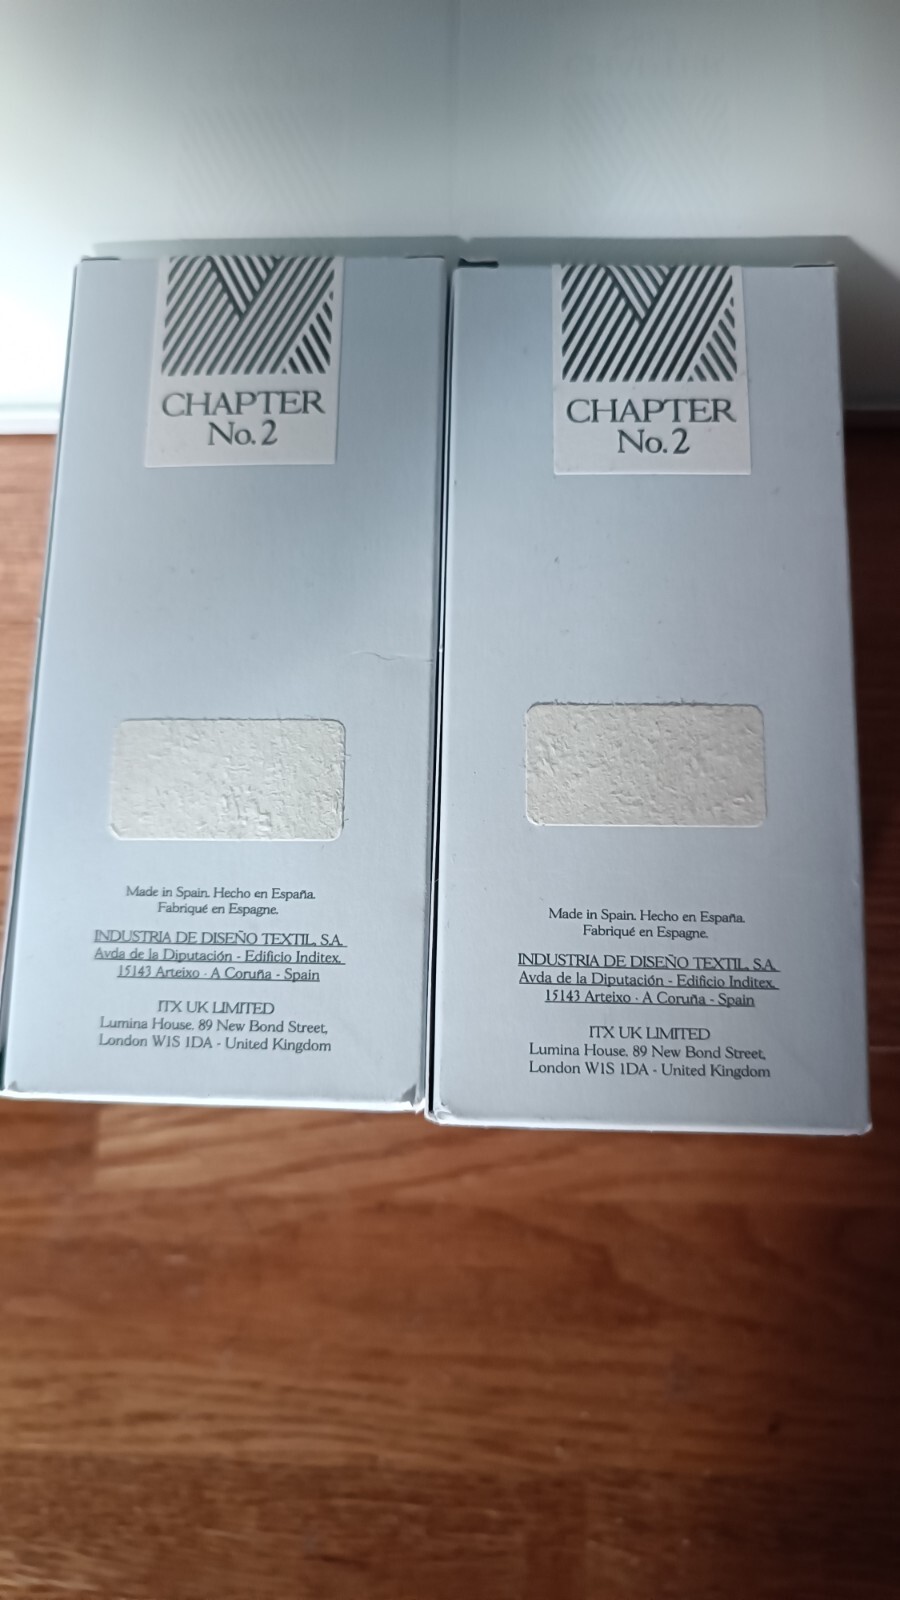 CHAPTER
No. 2
Made in Spain. Hecho en España.
Fabriqué en Espagne.
INDUSTRIA DE DISEÑO TEXTIL, S.A.
Avda de la Diputación - Edificio Inditex,
15143 Arteixo · A Coruña - Spain
ITX UK LIMITED
Lumina House, 89 New Bond Street,
London W1S 1DA - United Kingdom
CHAPTER
No. 2
Made in Spain. Hecho en España.
Fabriqué en Espagne.
INDUSTRIA DE DISEÑO TEXTIL, S.A.
Avda de la Diputación - Edificio Inditex,
15143 Arteixo · A Coruña - Spain
ITX UK LIMITED
Lumina House, 89 New Bond Street,
London W1S 1DA - United Kingdom